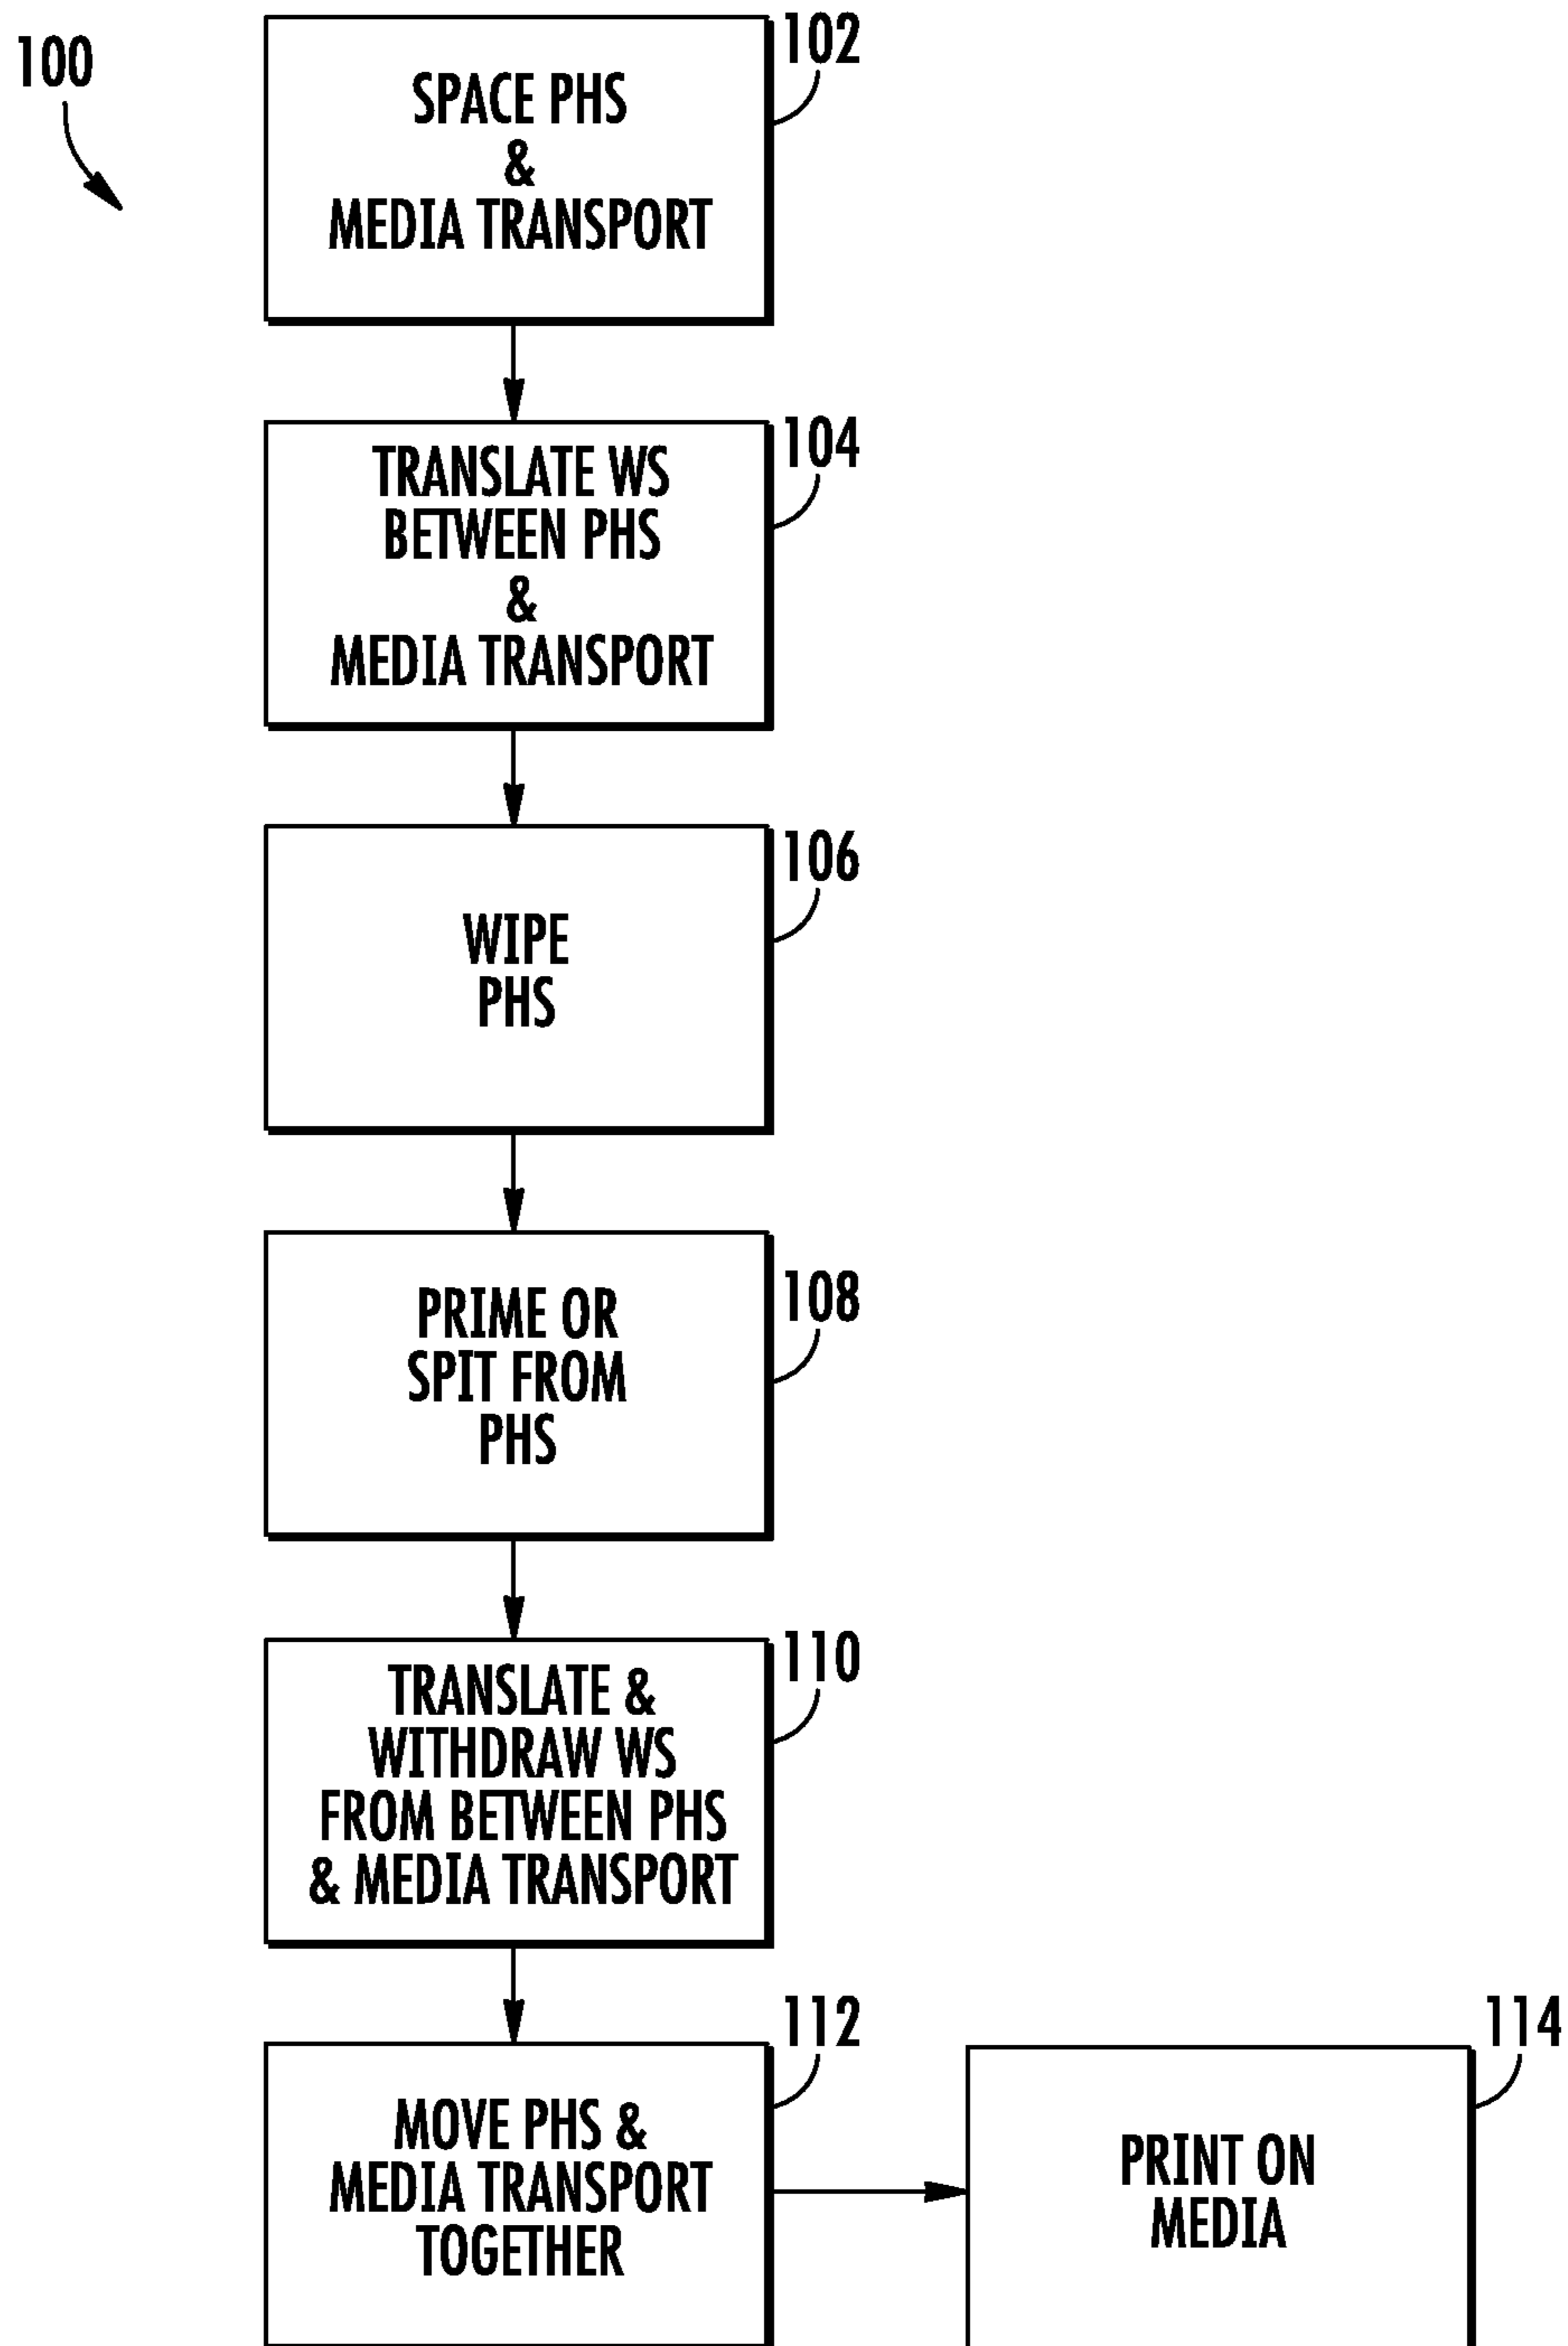 100
102
SPACE PHS
&
MEDIA TRANSPORT
104
TRANSLATE WS
BETWEEN PHS
&
MEDIA TRANSPORT
106
WIPE
PHS
108
PRIME OR
SPIT FROM
PHS
110
TRANSLATE &
WITHDRAW WS
FROM BETWEEN PHS
& MEDIA TRANSPORT
112
MOVE PHS &
MEDIA TRANSPORT
TOGETHER
114
PRINT ON
MEDIA